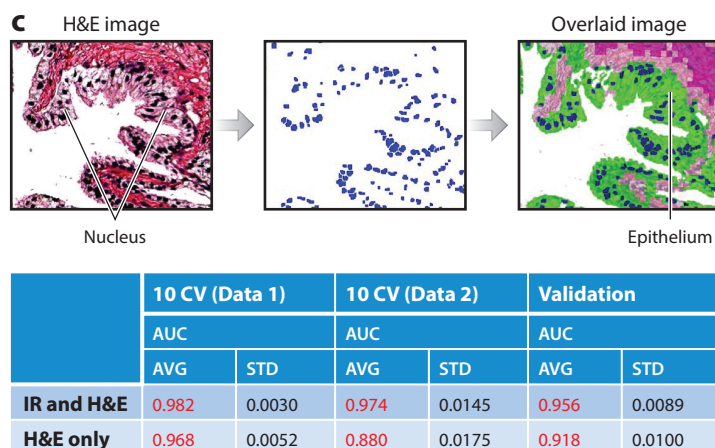 C H&E image Overlaid image
Nucleus Epithelium
10 CV (Data 1) 10 CV (Data 2) Validation
AUC AUC AUC
AVG STD AVG STD AVG STD
IR and H&E 0.982 0.0030 0.974 0.0145 0.956 0.0089
H&E only 0.968 0.0052 0.880 0.0175 0.918 0.0100